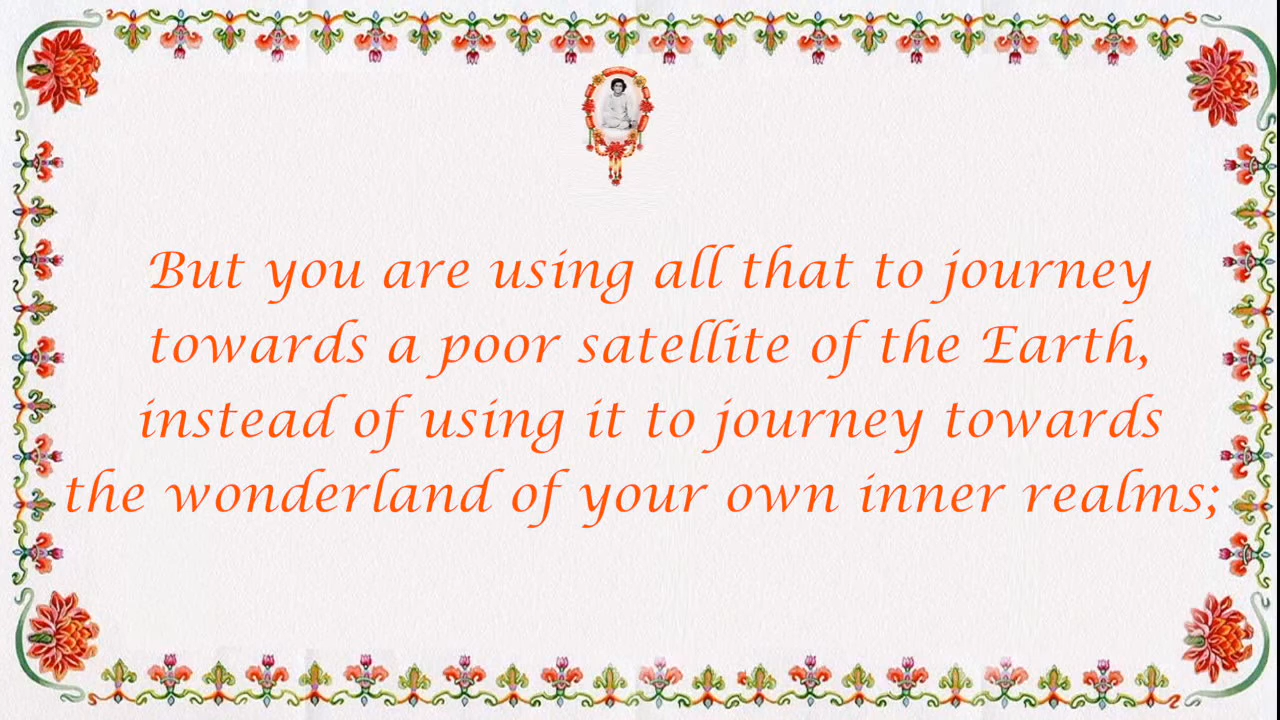 But you are using all that to journey
towards a poor satellite of the Earth,
instead of using it to journey towards
the wonderland of your own inner realms;